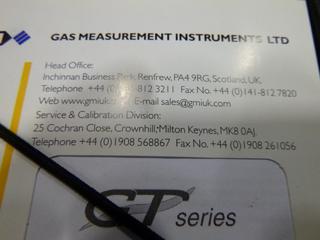 GAS MEASUREMENT INSTRUMENTS LTD
Head Office:
Inchinnan Business Park, Renfrew, PA4 9RG, Scotland, UK.
Telephone +44 812 3211 Fax No. +44 (0)-141-812 7820
Web www.gmiuk.com E-mail sales@gmiuk.com
Service & Calibration Division:
25 Cochran Close, Crownhill, Milton Keynes, MK8 0AJ.
Telephone +44 (0)1908 568867 Fax No. +44 (0)1908 261056
GT series